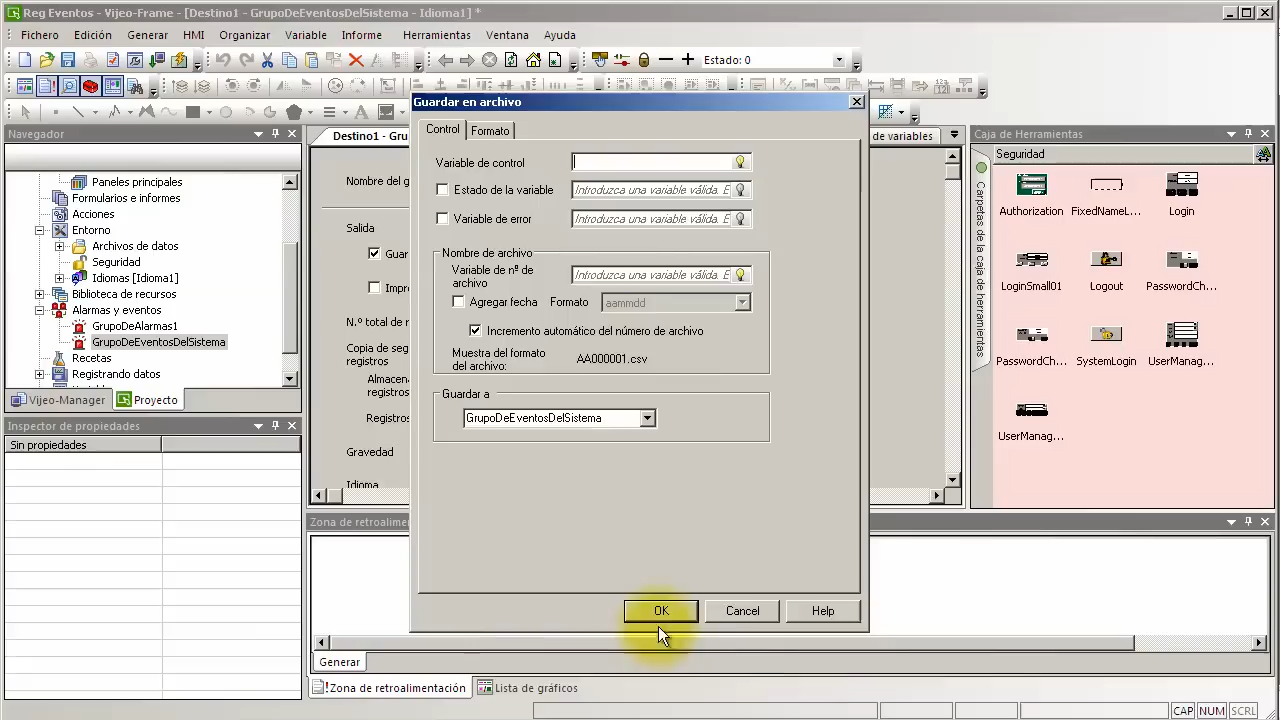 Reg Eventos - Vijeo-Frame - [Destino1 - GrupoDeEventosDelSistema - Idioma1] *
Fichero Edición Generar HMI Organizar Variable Informe Herramientas Ventana Ayuda
Estado: 0
Navegador
Paneles principales
Formularios e informes
Acciones
Entorno
Archivos de datos
Seguridad
Idiomas [Idioma1]
Biblioteca de recursos
Alarmas y eventos
GrupoDeAlarmas1
GrupoDeEventosDelSistema
Recetas
Registrando datos
Vijeo-Manager
Proyecto
Inspector de propiedades
Sin propiedades
Destino1 - Gru
de variables
Nombre del g
Salida
Guar
Impre
N.º total de r
Copia de seg
registros
Almacena
registros
Registros
Gravedad
Idioma
Guardar en archivo
Control Formato
Variable de control
Estado de la variable
Introduzca una variable válida. E
Variable de error
Introduzca una variable válida. E
Nombre de archivo
Variable de nº de
archivo
Introduzca una variable válida. E
Agregar fecha Formato aammdd
Incremento automático del número de archivo
Muestra del formato
del archivo:
AA000001.csv
Guardar a
GrupoDeEventosDelSistema
OK Cancel Help
Caja de Herramientas
Carpetas de la caja de herramientas
Seguridad
Authorization FixedNameL... Login
LoginSmall01 Logout PasswordCh...
PasswordCh... SystemLogin UserManag...
UserManag...
Zona de retroalimen
Generar
Zona de retroalimentación
Lista de gráficos
CAP NUM SCRL